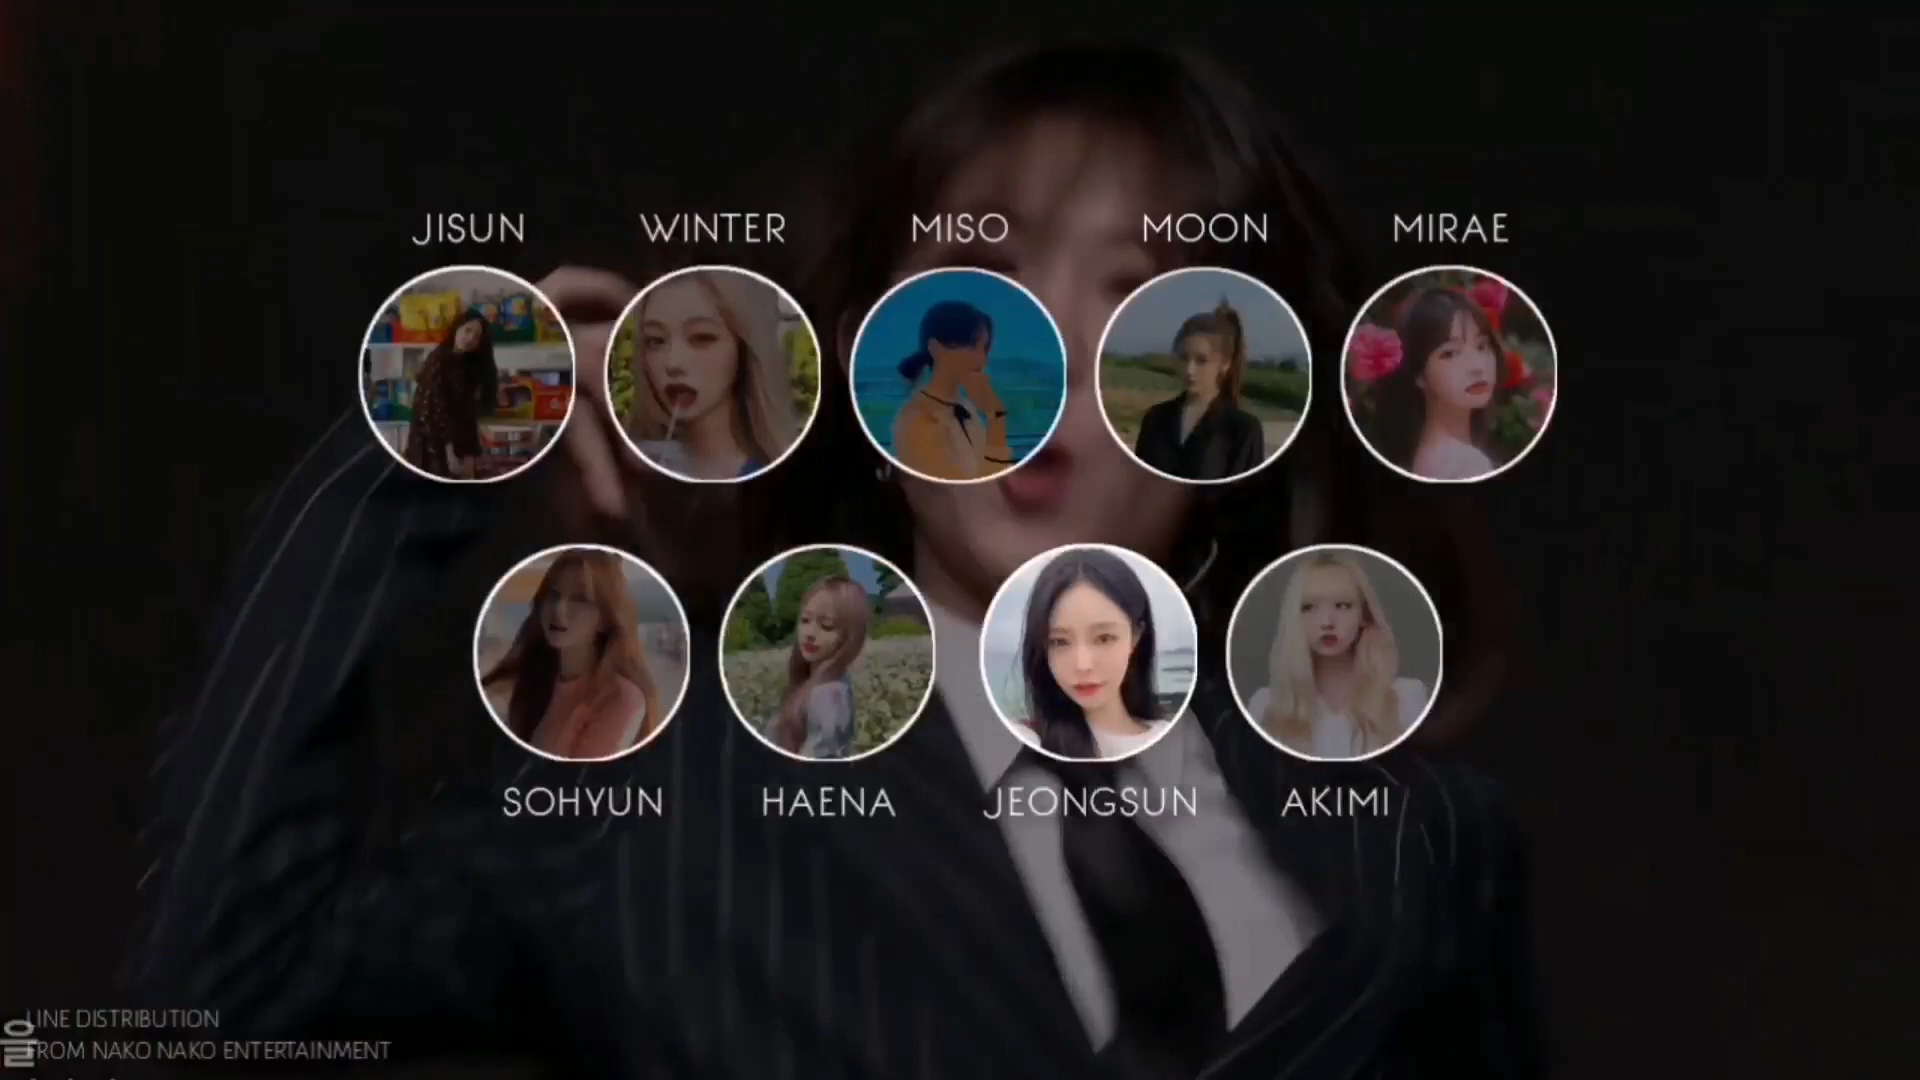 JISUN WINTER MISO MOON MIRAE
SOHYUN HAENA JEONGSUN AKIMI
LINE DISTRIBUTION
FROM NAKO NAKO ENTERTAINMENT